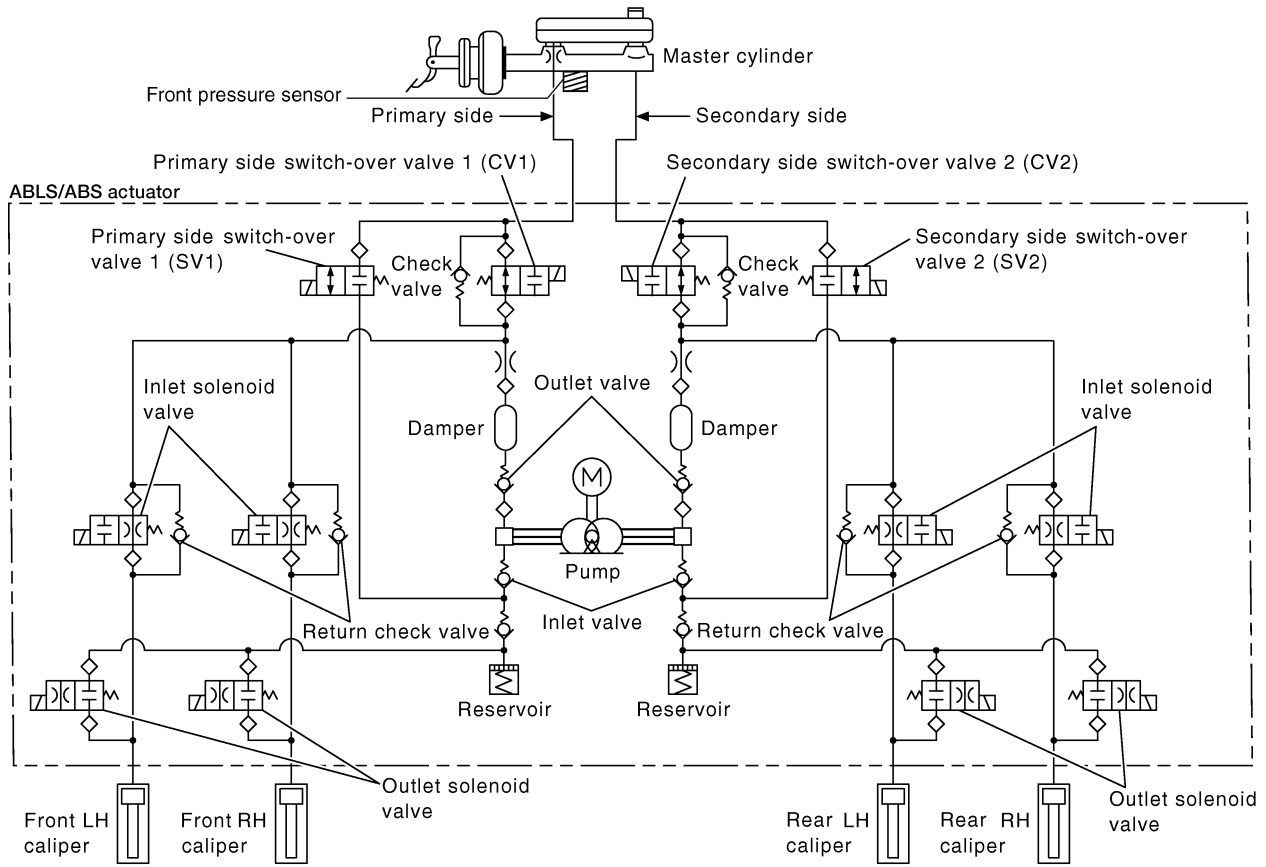 Master cylinder
Front pressure sensor
Primary side
Secondary side
Primary side switch-over valve 1 (CV1)
Secondary side switch-over valve 2 (CV2)
ABLS/ABS actuator
Primary side switch-over
valve 1 (SV1)
Check
valve
Check
valve
Secondary side switch-over
valve 2 (SV2)
Inlet solenoid
valve
Outlet valve
Inlet solenoid
valve
Damper
Damper
M
Pump
Inlet valve
Return check valve
Return check valve
Reservoir
Reservoir
Outlet solenoid
valve
Outlet solenoid
valve
Front LH
caliper
Front RH
caliper
Rear LH
caliper
Rear RH
caliper